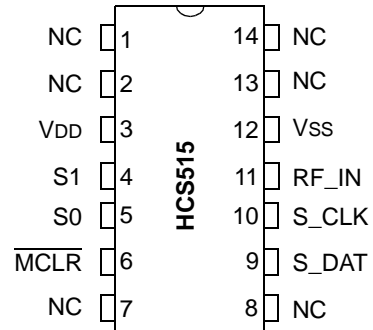 NC 1 14 NC
NC 2 13 NC
VDD 3 12 VSS
S1 4 11 RF_IN
S0 5 10 S_CLK
MCLR 6 9 S_DAT
NC 7 8 NC
HCS515